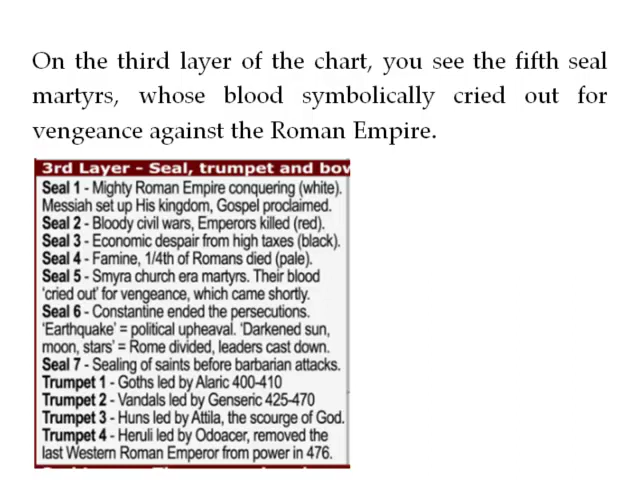 On the third layer of the chart, you see the fifth seal
martyrs, whose blood symbolically cried out for
vengeance against the Roman Empire.
3rd Layer - Seal, trumpet and bow
Seal 1 - Mighty Roman Empire conquering (white).
Messiah set up His kingdom, Gospel proclaimed.
Seal 2 - Bloody civil wars, Emperors killed (red).
Seal 3 - Economic despair from high taxes (black).
Seal 4 - Famine, 1/4th of Romans died (pale).
Seal 5 - Smyra church era martyrs. Their blood
'cried out' for vengeance, which came shortly.
Seal 6 - Constantine ended the persecutions.
'Earthquake' = political upheaval. 'Darkened sun,
moon, stars' = Rome divided, leaders cast down.
Seal 7 - Sealing of saints before barbarian attacks.
Trumpet 1 - Goths led by Alaric 400-410
Trumpet 2 - Vandals led by Genseric 425-470
Trumpet 3 - Huns led by Attila, the scourge of God.
Trumpet 4 - Heruli led by Odoacer, removed the
last Western Roman Emperor from power in 476.